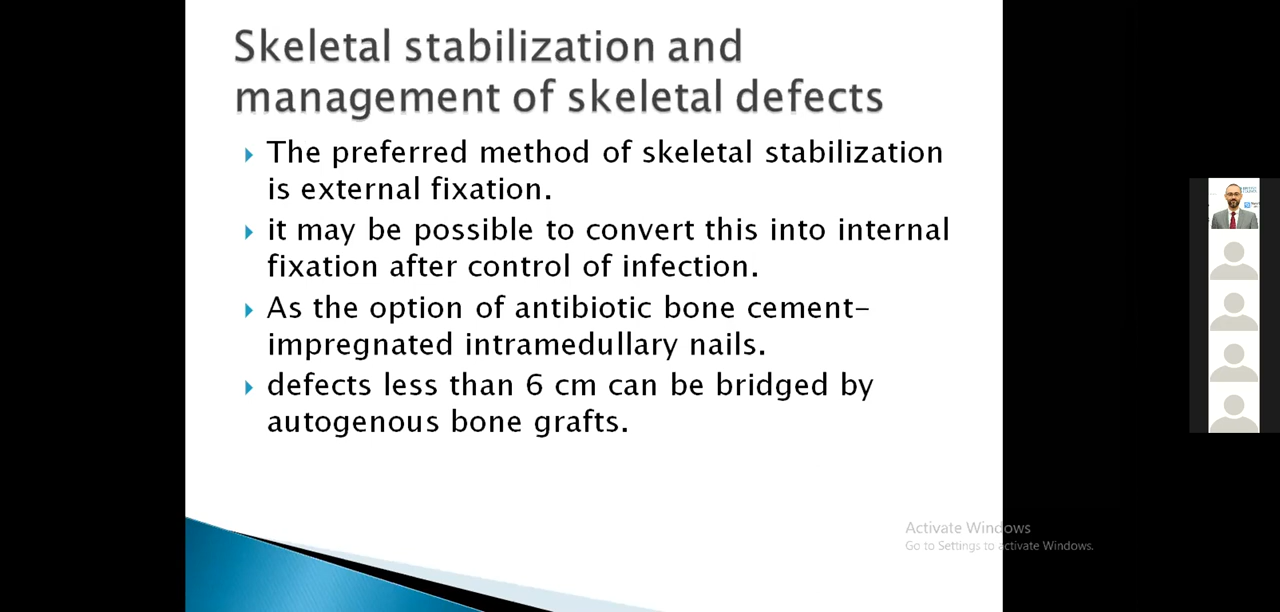 Skeletal stabilization and
management of skeletal defects
The preferred method of skeletal stabilization
is external fixation.
it may be possible to convert this into internal
fixation after control of infection.
As the option of antibiotic bone cement-
impregnated intramedullary nails.
defects less than 6 cm can be bridged by
autogenous bone grafts.
Activate Windows
Go to Settings to activate Windows.